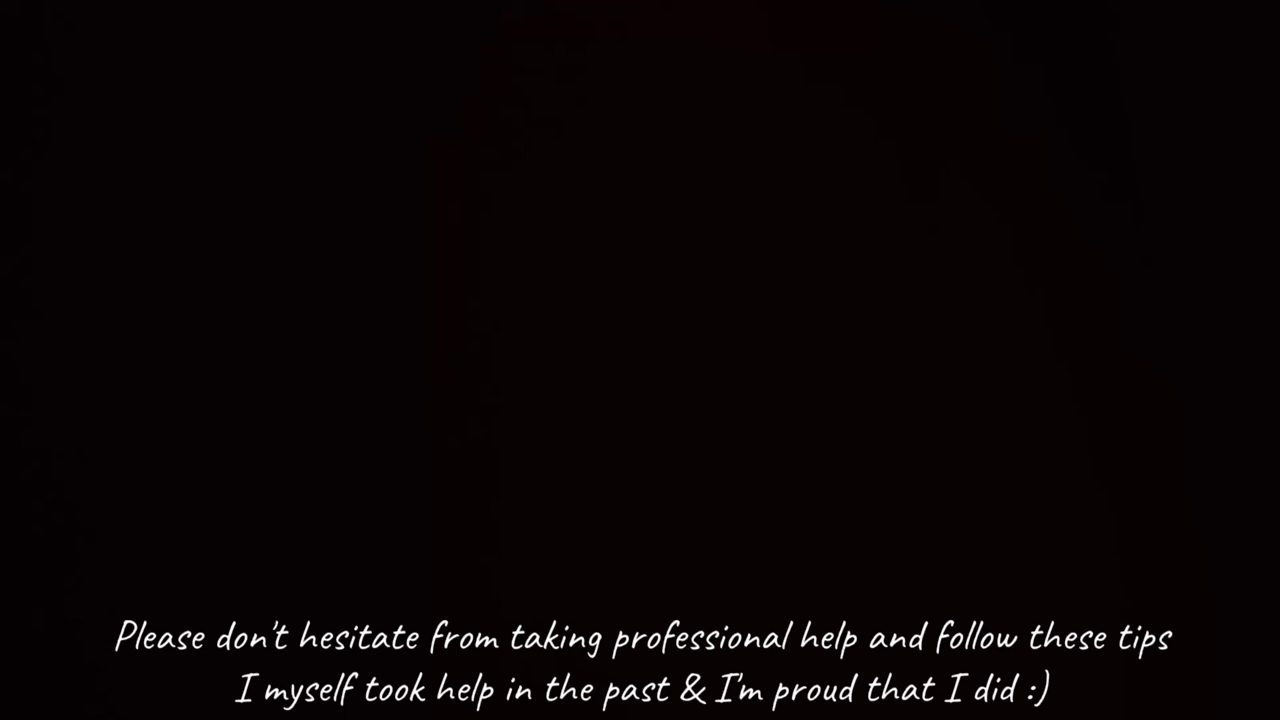 Please don't hesitate from taking professional help and follow these tips
I myself took help in the past & I'm proud that I did :)